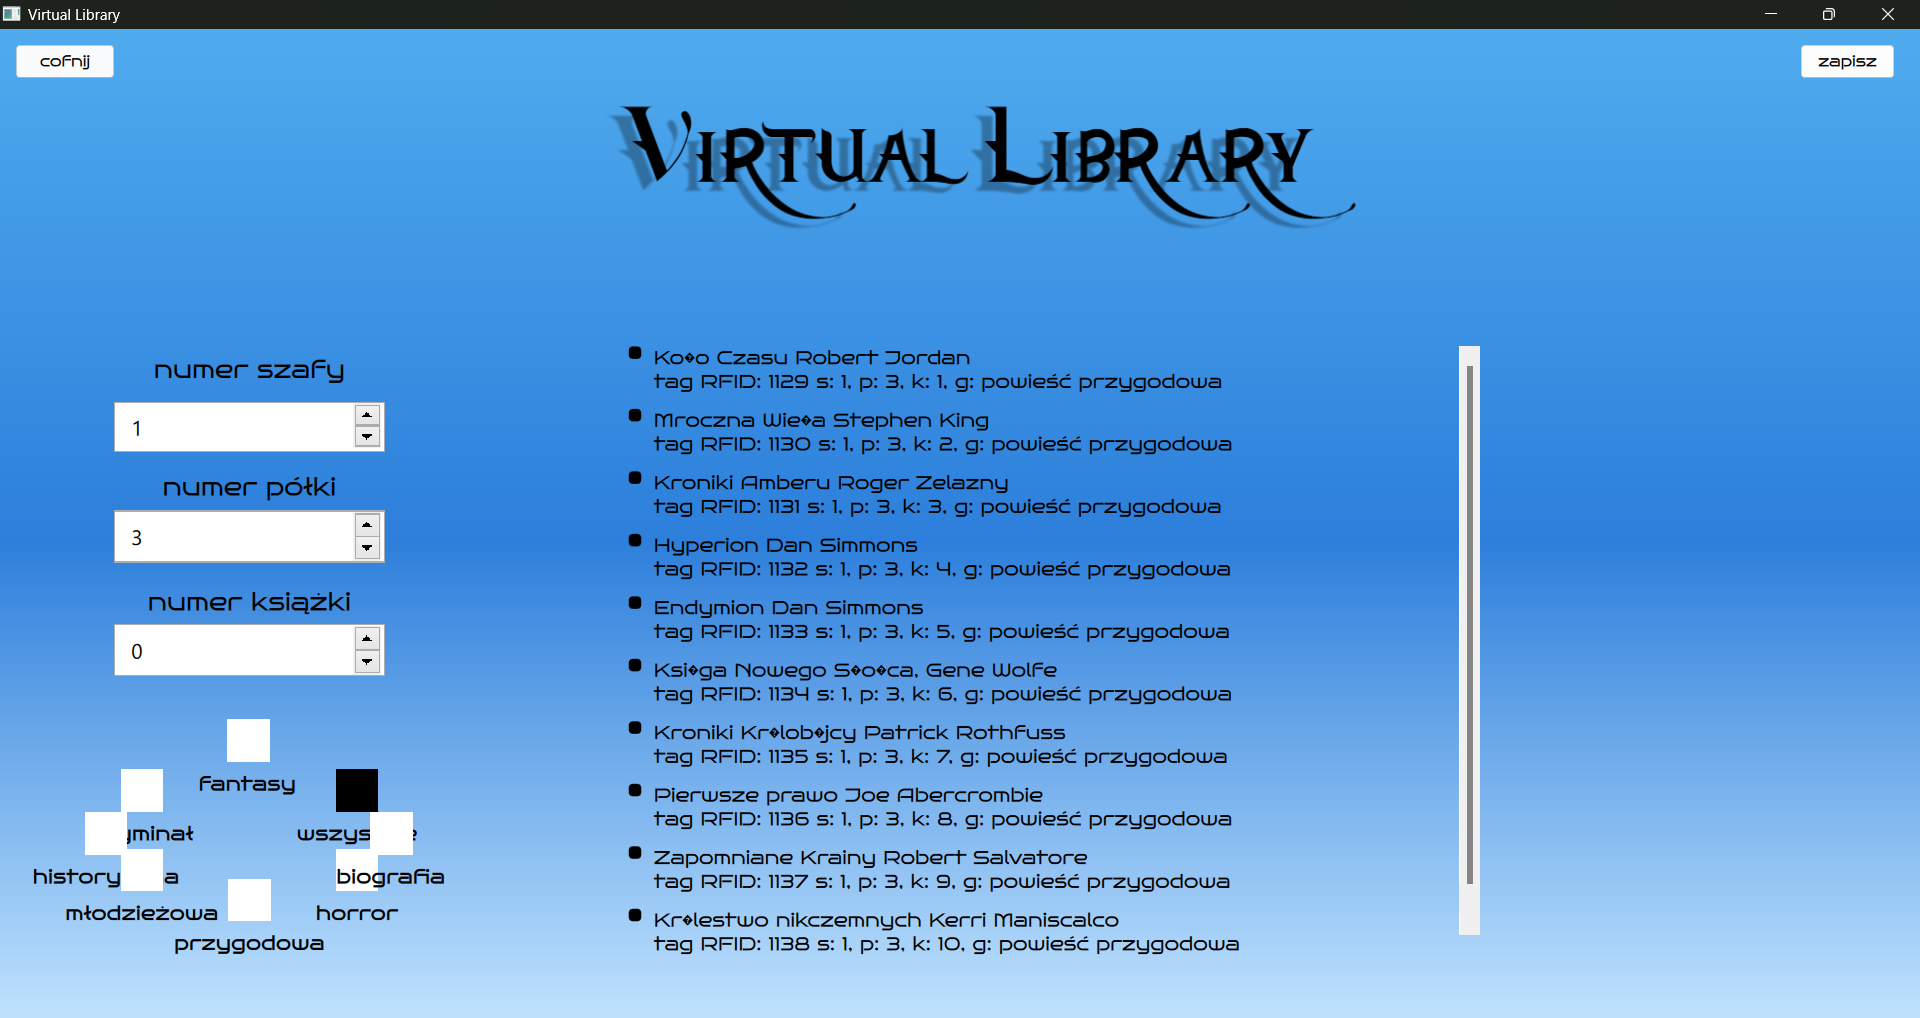 Virtual Library
cofnij
zapisz
Virtual Library
numer szafy
1
numer półki
3
numer książki
0
fantasy
wszys
biografia
horror
przygodowa
młodzieżowa
Ko�o Czasu Robert Jordan
tag RFID: 1129 s: 1, p: 3, k: 1, g: powieść przygodowa
Mroczna Wie�a Stephen King
tag RFID: 1130 s: 1, p: 3, k: 2, g: powieść przygodowa
Kroniki Amberu Roger Zelazny
tag RFID: 1131 s: 1, p: 3, k: 3, g: powieść przygodowa
Hyperion Dan Simmons
tag RFID: 1132 s: 1, p: 3, k: 4, g: powieść przygodowa
Endymion Dan Simmons
tag RFID: 1133 s: 1, p: 3, k: 5, g: powieść przygodowa
Ksi�ga Nowego S�o�ca, Gene Wolfe
tag RFID: 1134 s: 1, p: 3, k: 6, g: powieść przygodowa
Kroniki Kr�lob�jcy Patrick Rothfuss
tag RFID: 1135 s: 1, p: 3, k: 7, g: powieść przygodowa
Pierwsze prawo Joe Abercrombie
tag RFID: 1136 s: 1, p: 3, k: 8, g: powieść przygodowa
Zapomniane Krainy Robert Salvatore
tag RFID: 1137 s: 1, p: 3, k: 9, g: powieść przygodowa
Kr�lestwo nikczemnych Kerri Maniscalco
tag RFID: 1138 s: 1, p: 3, k: 10, g: powieść przygodowa